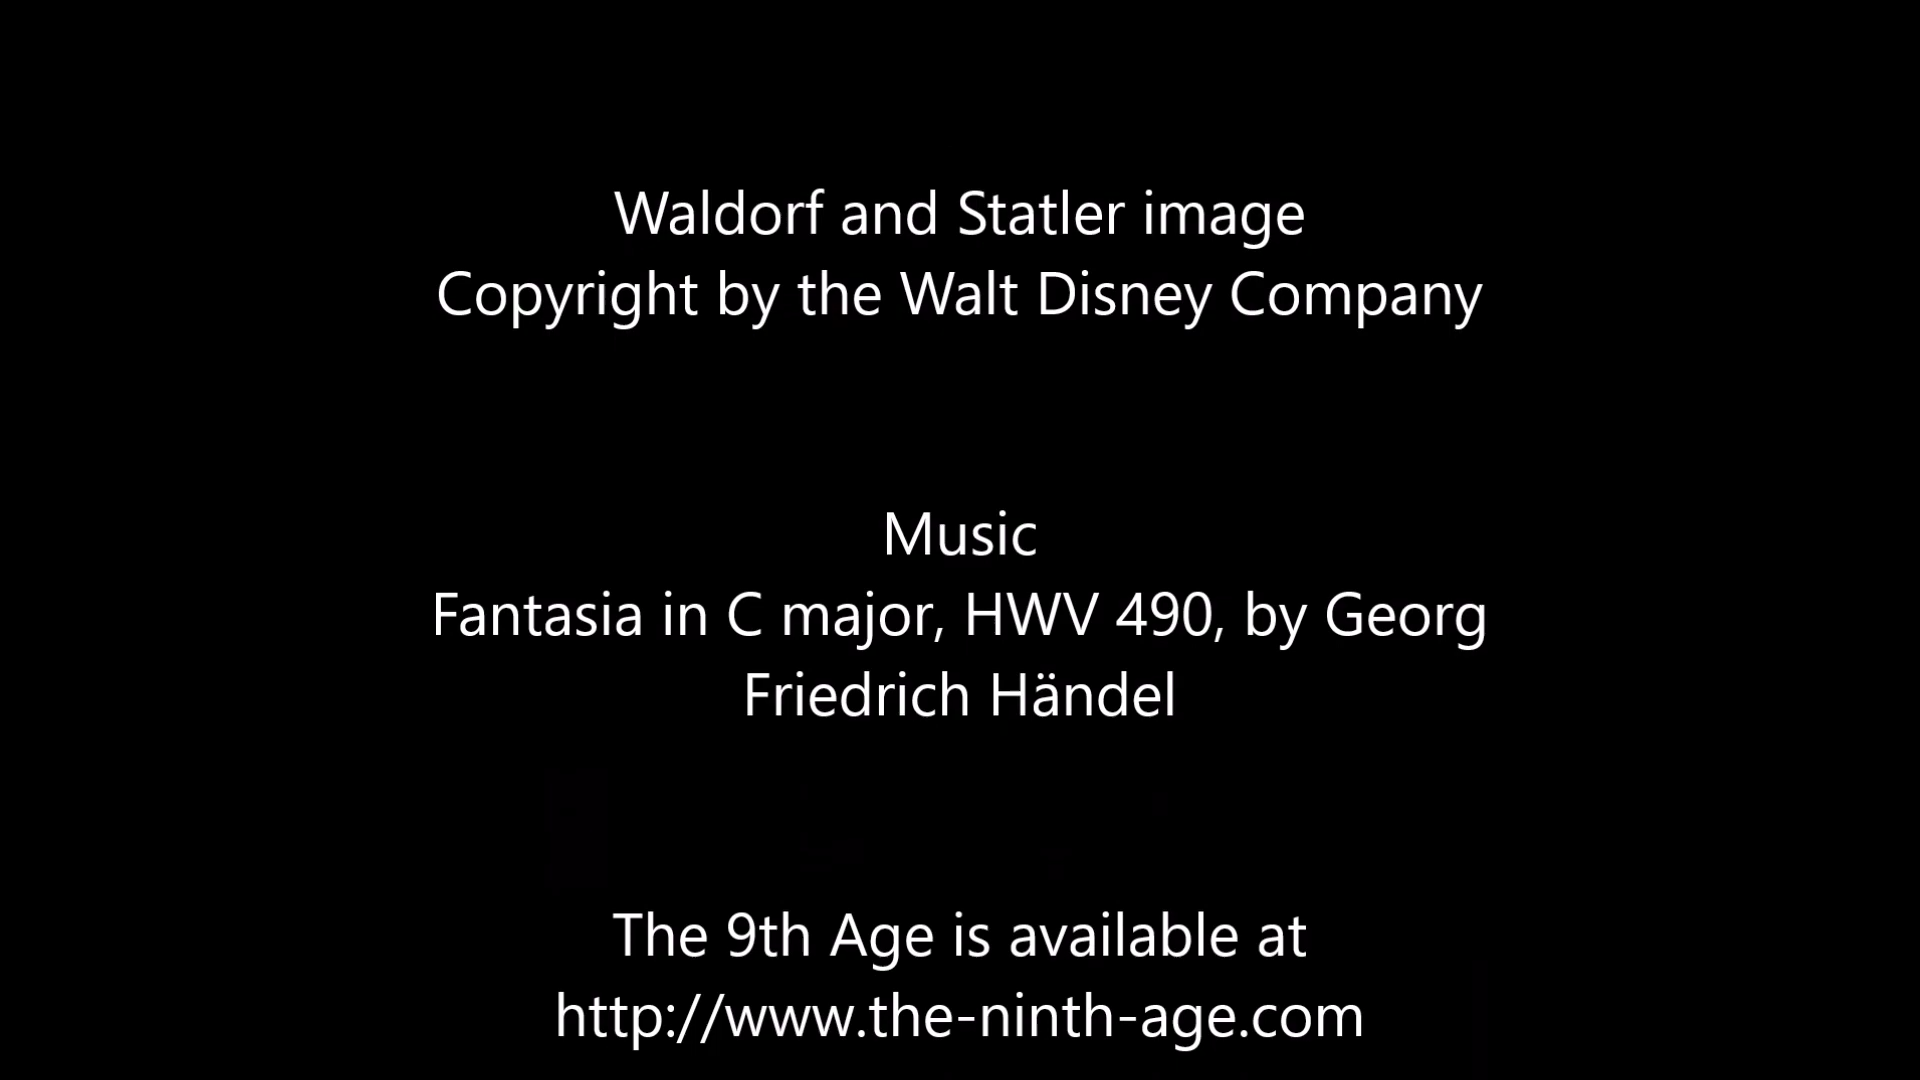 Waldorf and Statler image
Copyright by the Walt Disney Company
Music
Fantasia in C major, HWV 490, by Georg
Friedrich Händel
The 9th Age is available at
http://www.the-ninth-age.com